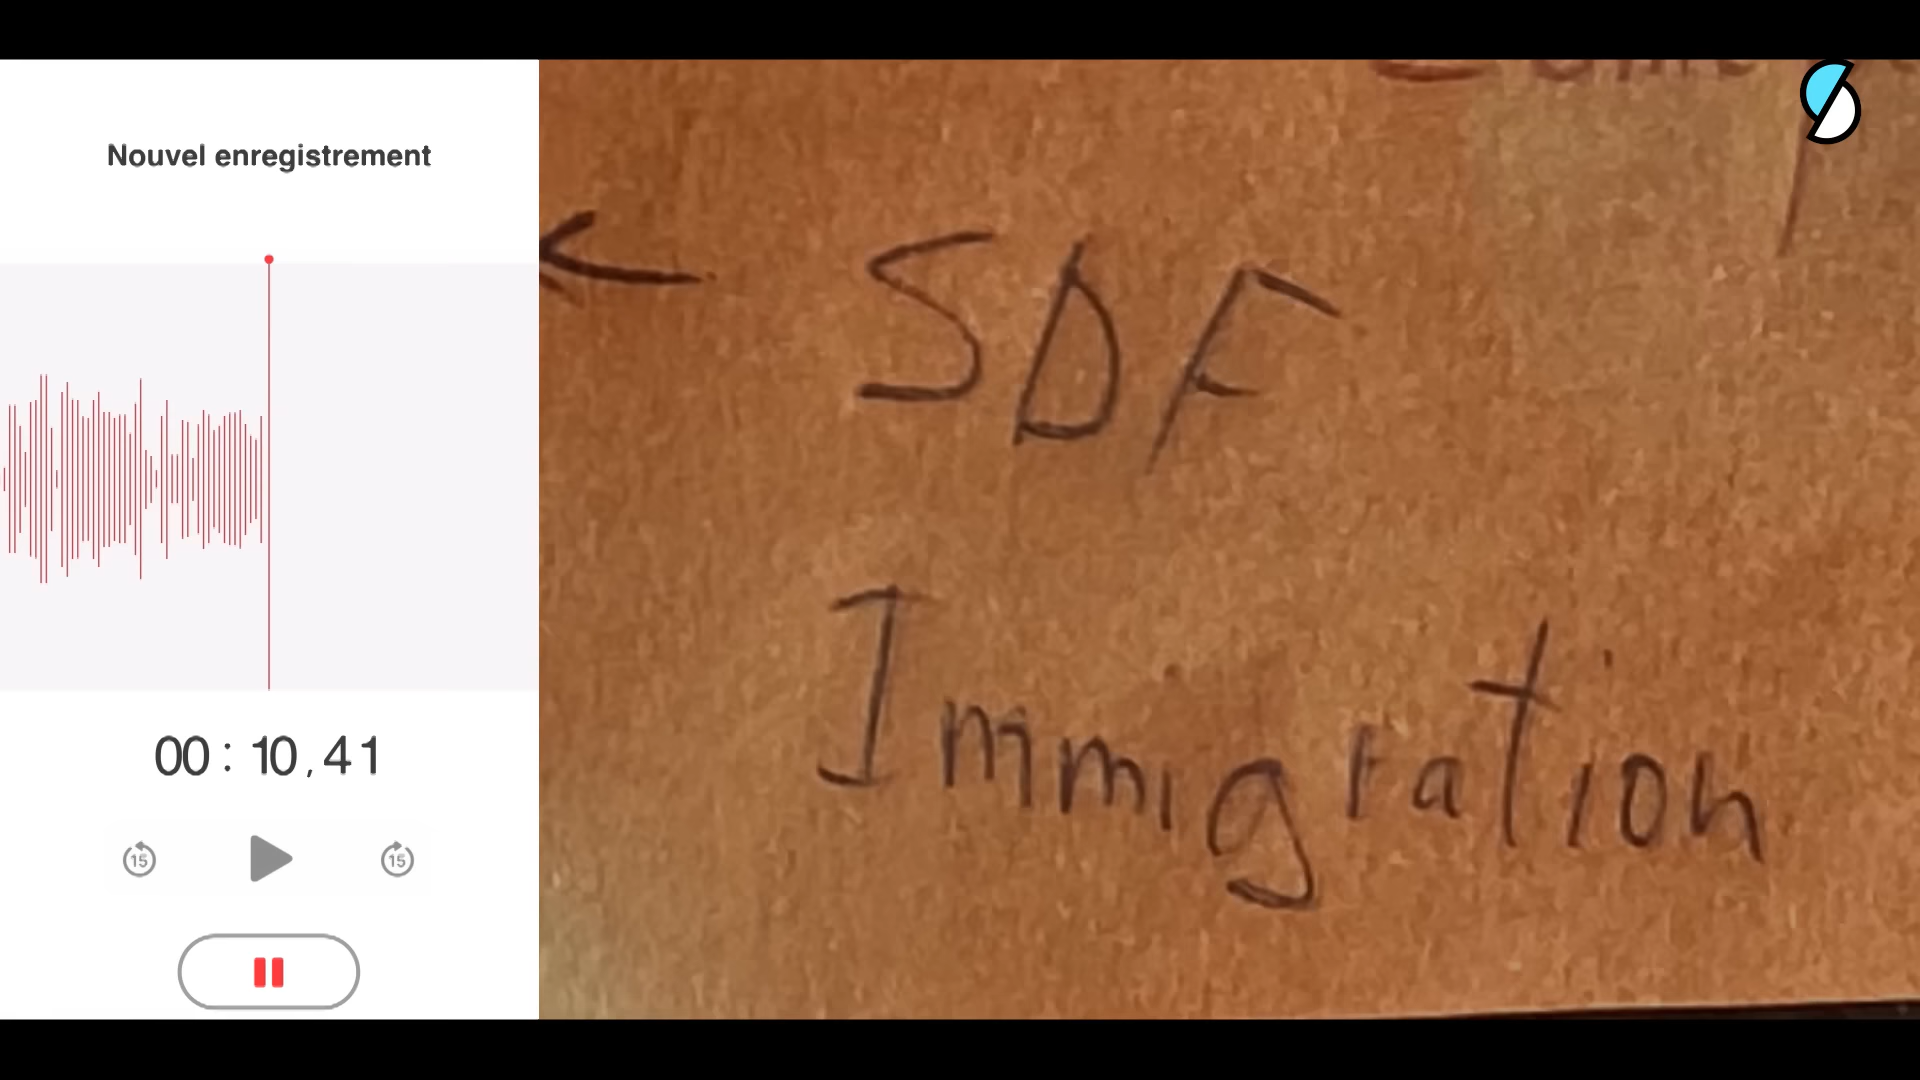 Nouvel enregistrement
00:10,41
15 15
SDF
Immigration